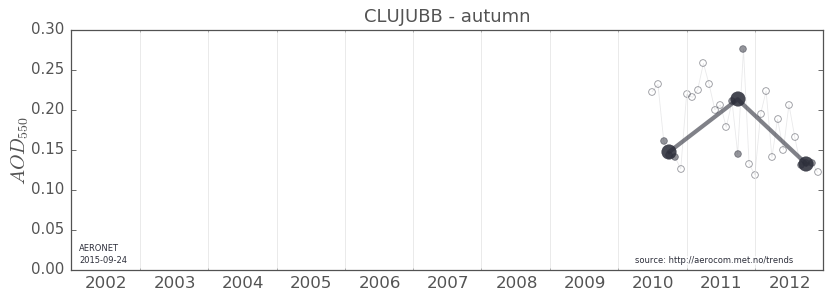 CLUJUBB - autumn
0.30
0.25
0.20
0.15
0.10
0.05
0.00
AOD550
AERONET
2015-09-24
source: http://aerocom.met.no/trends
2002 2003 2004 2005 2006 2007 2008 2009 2010 2011 2012